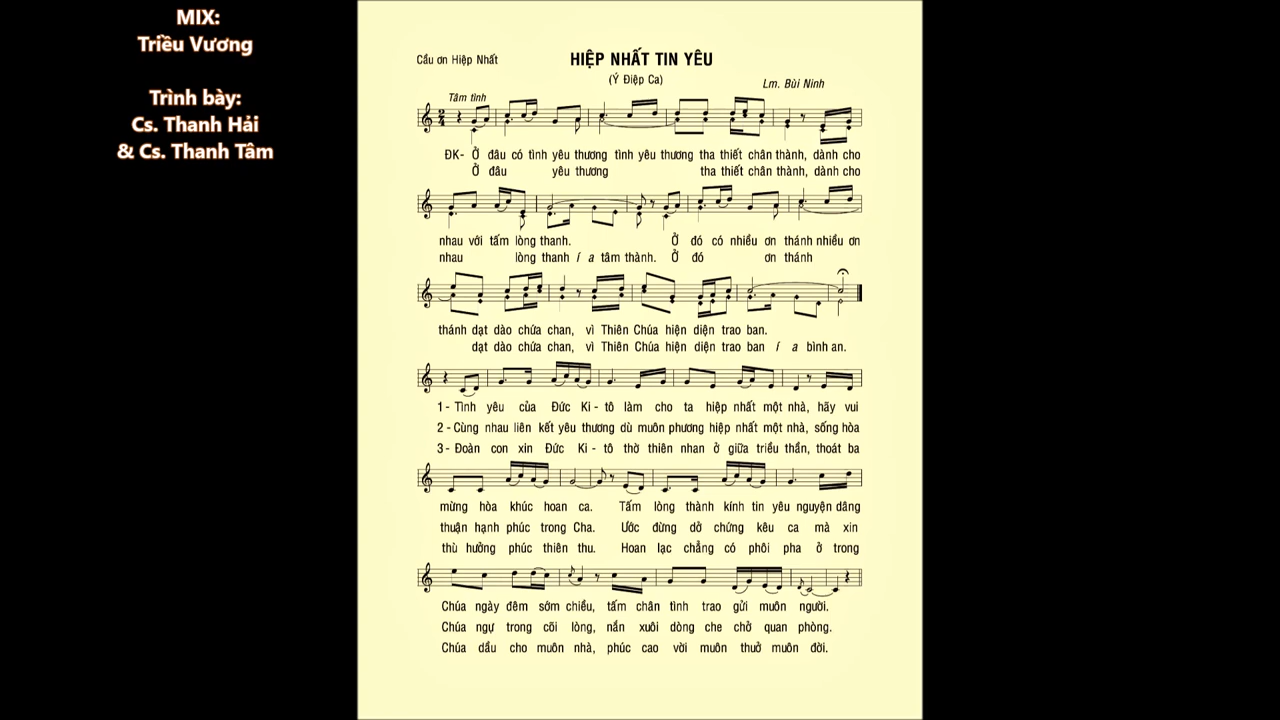 MIX:
Triều Vương
Trình bày:
Cs. Thanh Hải
& Cs. Thanh Tâm
Cầu ơn Hiệp Nhất
HIỆP NHẤT TIN YÊU
(Ý Điệp Ca)
Lm. Bùi Ninh
Tâm tình
ĐK- Ở đâu có tình yêu thương tình yêu thương tha thiết chân thành, dành cho
Ở đâu yêu thương tha thiết chân thành, dành cho
nhau với tấm lòng thanh. Ở đó có nhiều ơn thánh nhiều ơn
nhau lòng thanh í a tâm thành. Ở đó ơn thánh
thánh dạt dào chứa chan, vì Thiên Chúa hiện diện trao ban.
dạt dào chứa chan, vì Thiên Chúa hiện diện trao ban í a bình an.
1- Tình yêu của Đức Ki - tô làm cho ta hiệp nhất một nhà, hãy vui
2- Cùng nhau liên kết yêu thương dù muôn phương hiệp nhất một nhà, sống hòa
3- Đoàn con xin Đức Ki - tô thờ thiên nhan ở giữa triều thần, thoát ba
mừng hòa khúc hoan ca. Tấm lòng thành kính tin yêu nguyện dâng
thuận hạnh phúc trong Cha. Ước đừng dở chứng kêu ca mà xin
thù hưởng phúc thiên thu. Hoan lạc chẳng có phôi pha ở trong
Chúa ngày đêm sớm chiều, tấm chân tình trao gửi muôn người.
Chúa ngự trong cõi lòng, nắn xuôi dòng che chở quan phòng.
Chúa dẫu cho muôn nhà, phúc cao vời muôn thuở muôn đời.